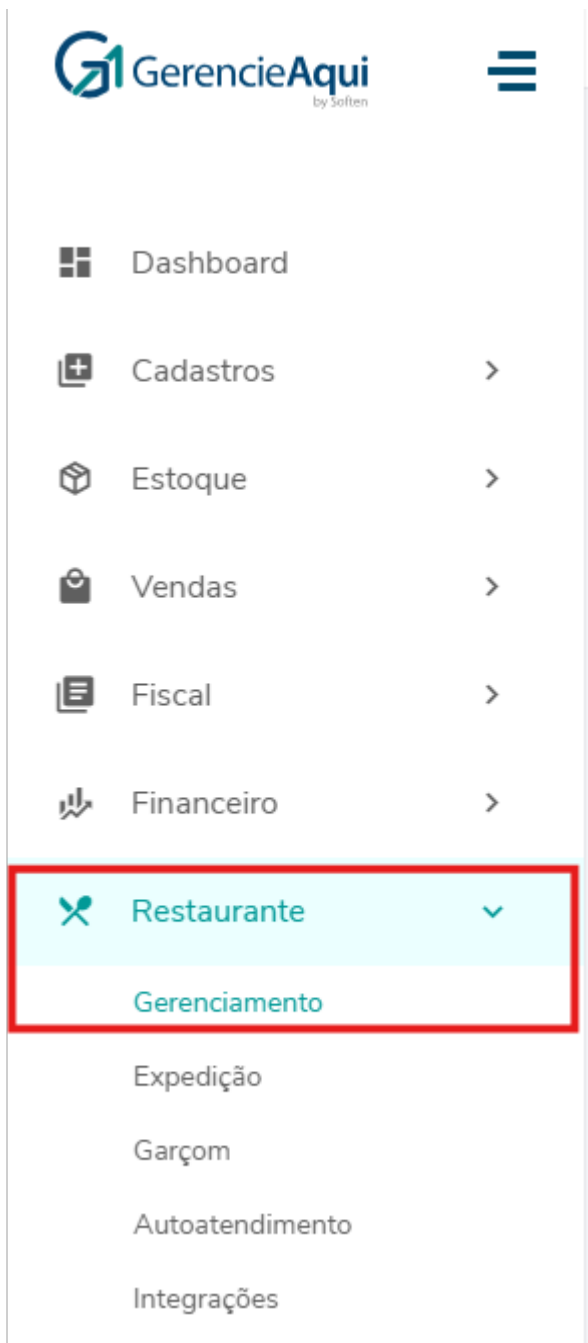 GerencieAqui
by Soften
Dashboard
Cadastros
Estoque
Vendas
Fiscal
Financeiro
Restaurante
Gerenciamento
Expedição
Garçom
Autoatendimento
Integrações